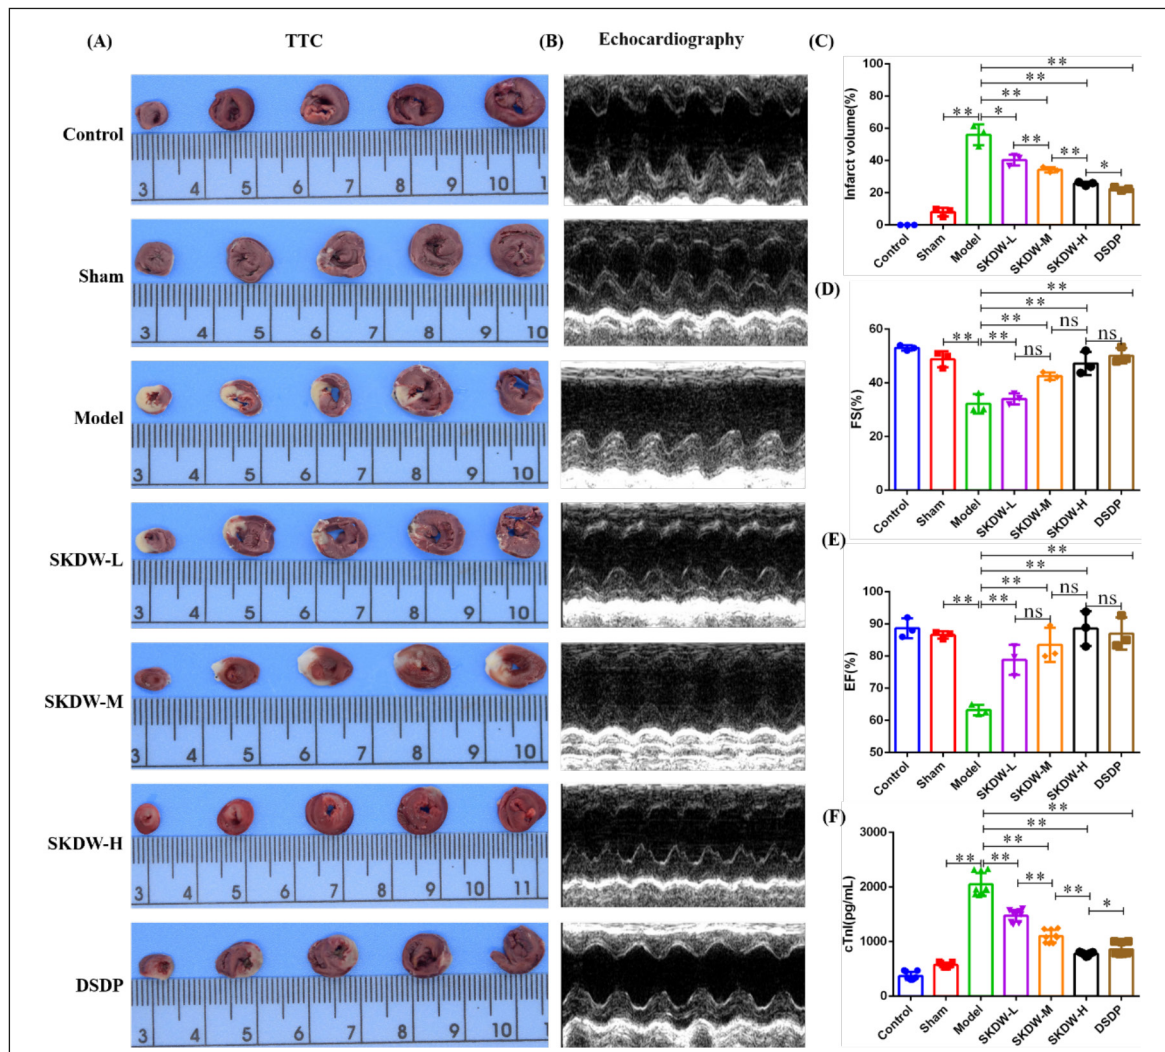 (A) TTC (B) Echocardiography (C)
Control
3 4 5 6 7 8 9 10 1
Sham
3 4 5 6 7 8 9 10
Model
3 4 5 6 7 8 9 10
SKDW-L
3 4 5 6 7 8 9 10
SKDW-M
3 4 5 6 7 8 9 10
SKDW-H
3 4 5 6 7 8 9 10 11
DSDP
3 4 5 6 7 8 9 10 1
Infarct volume(%)
100
80
60
40
20
0
** ** ** ** * ** ** *
Control Sham Model SKDW-L SKDW-M SKDW-H DSDP
(D)
FS(%)
60
40
20
0
** ** ** ** ** ns ns ns
Control Sham Model SKDW-L SKDW-M SKDW-H DSDP
(E)
EF(%)
100
90
80
70
60
50
** ** ** ** ** ns ns ns
Control Sham Model SKDW-L SKDW-M SKDW-H DSDP
(F)
cTnI(pg/mL)
3000
2000
1000
0
** ** ** ** ** ** ** *
Control Sham Model SKDW-L SKDW-M SKDW-H DSDP